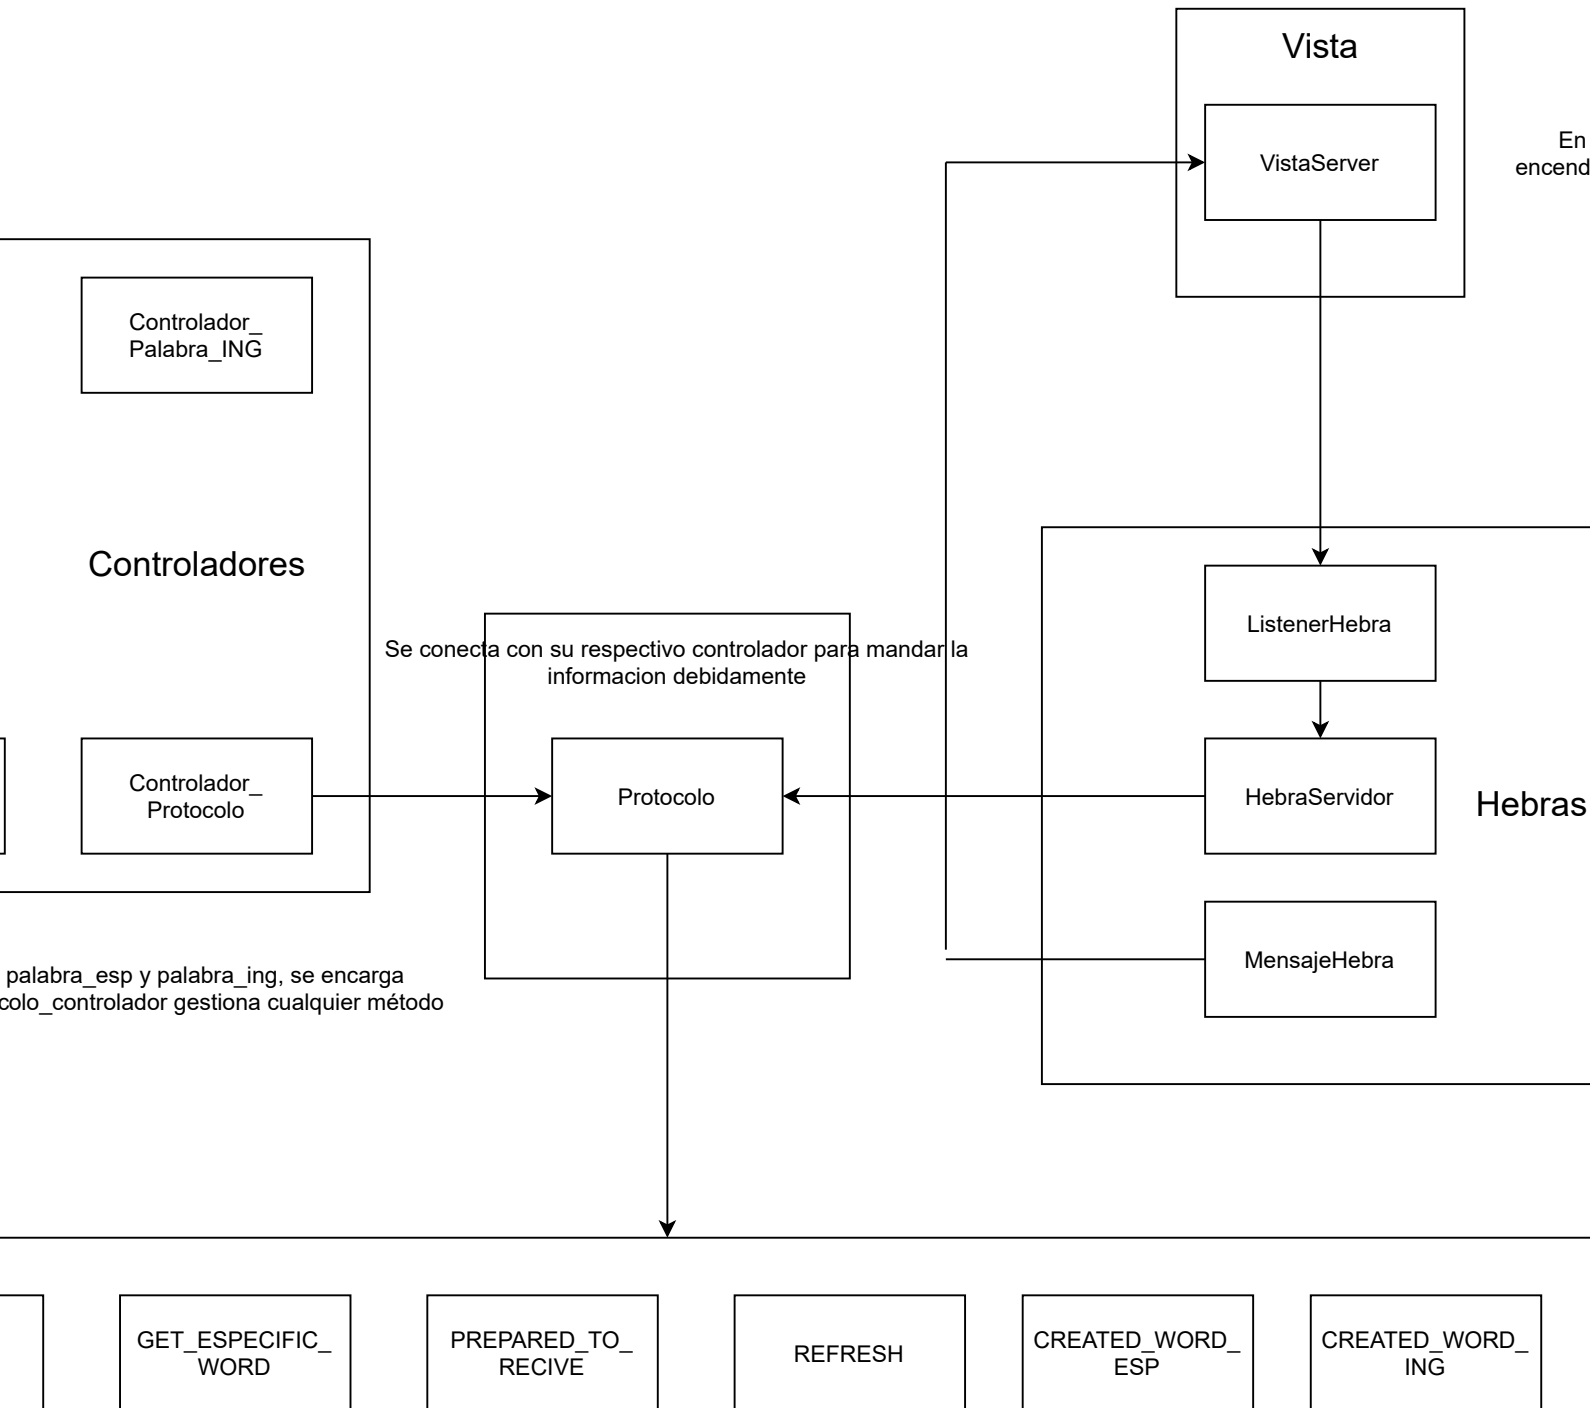 Vista
En
encend
VistaServer
Controlador_
Palabra_ING
Controladores
ListenerHebra
Se conecta con su respectivo controlador para mandar la
informacion debidamente
Controlador_
Protocolo
Protocolo
HebraServidor
Hebras
MensajeHebra
palabra_esp y palabra_ing, se encarga
colo_controlador gestiona cualquier método
GET_ESPECIFIC_
WORD
PREPARED_TO_
RECIVE
REFRESH
CREATED_WORD_
ESP
CREATED_WORD_
ING